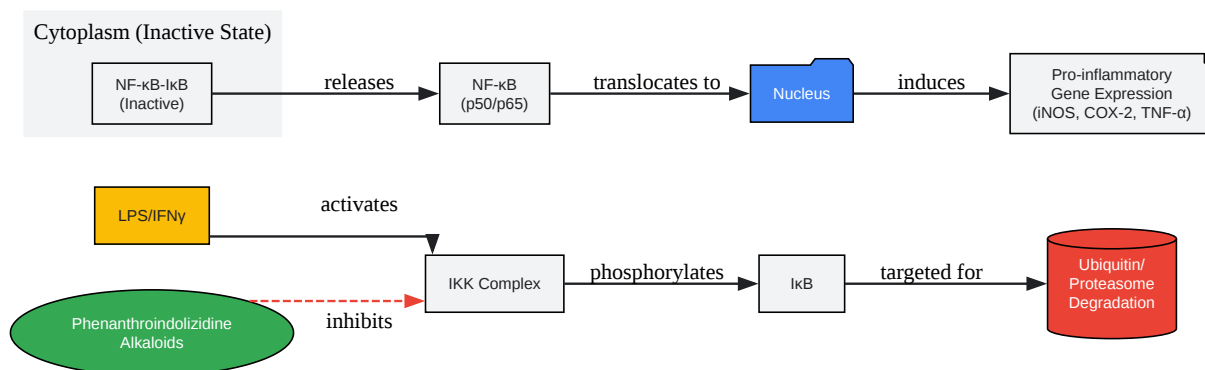 Cytoplasm (Inactive State)
NF-κB-IκB
(Inactive)
releases
NF-κB
(p50/p65)
translocates to
Nucleus
induces
Pro-inflammatory
Gene Expression
(iNOS, COX-2, TNF-α)
LPS/IFNγ
activates
IKK Complex
phosphorylates
IκB
targeted for
Ubiquitin/
Proteasome
Degradation
Phenanthroindolizidine
Alkaloids
inhibits